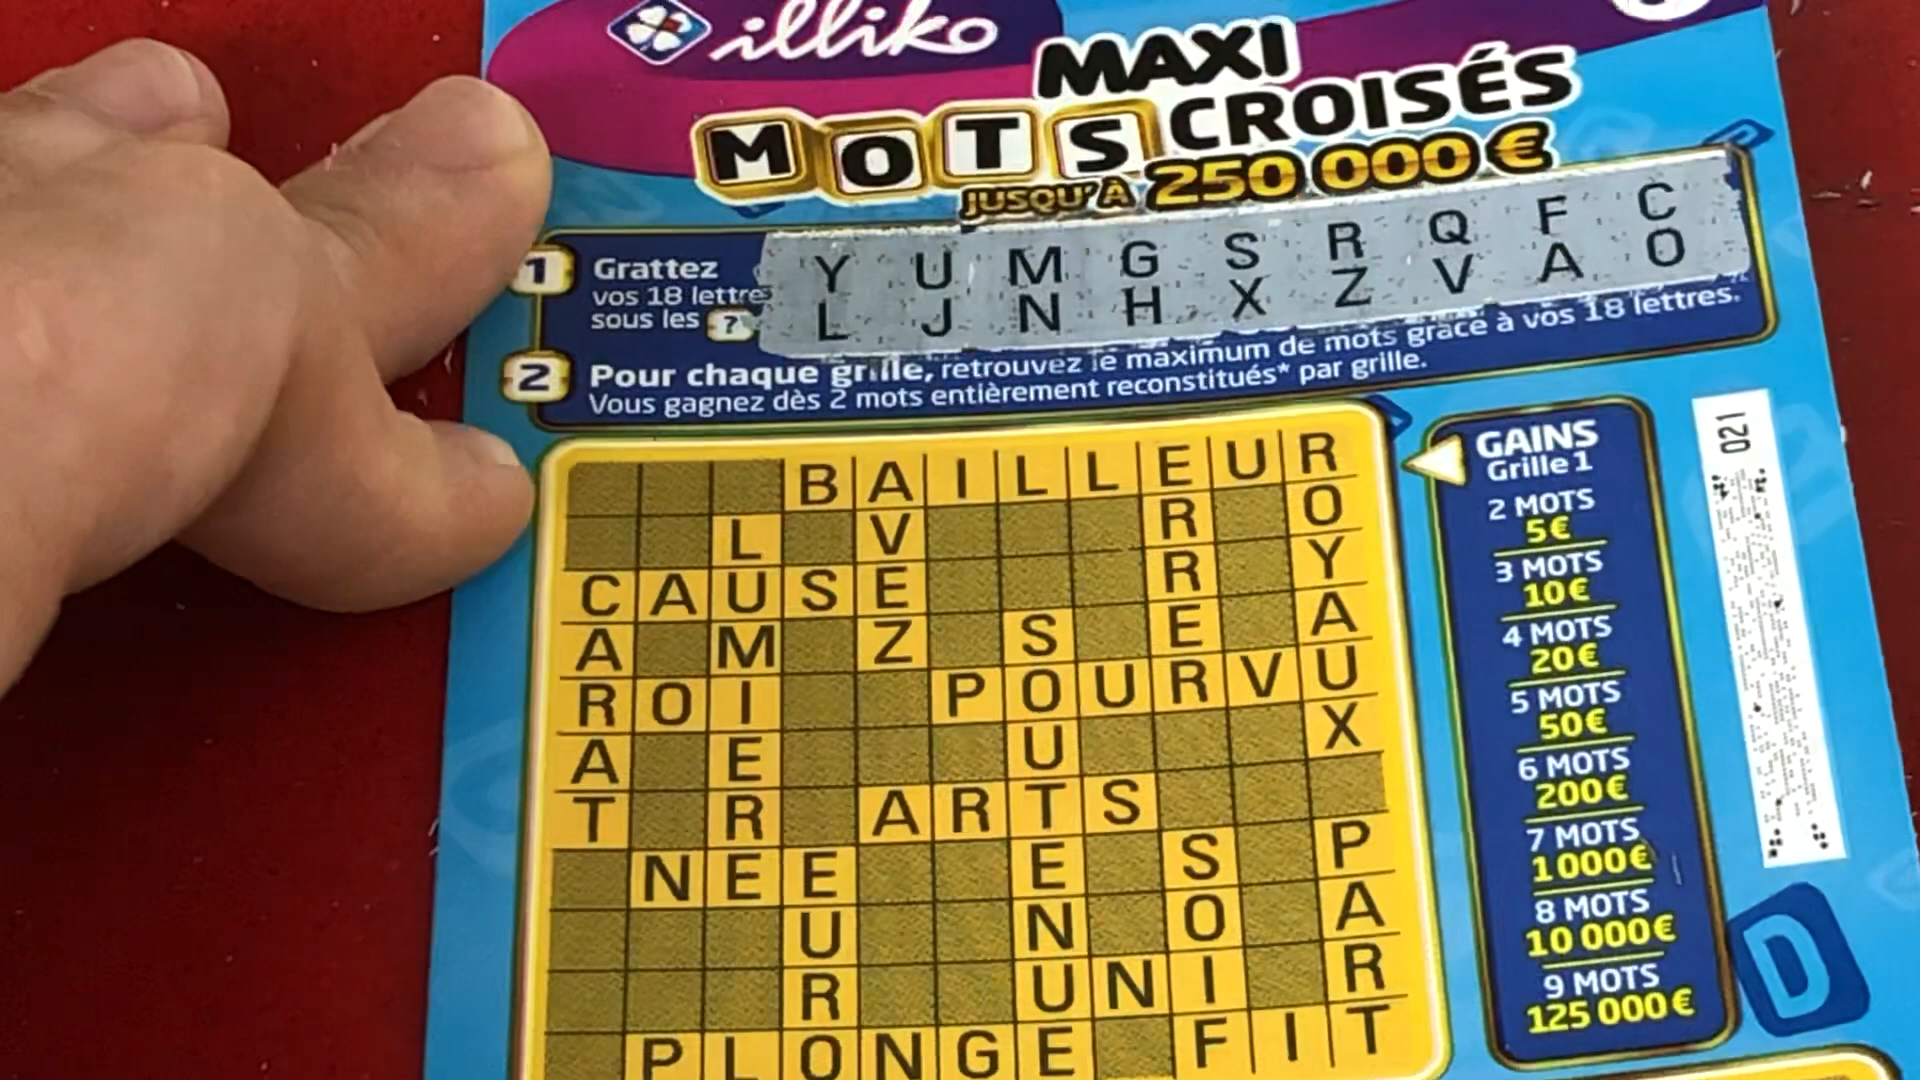 illiko
MAXI
MOTS CROISÉS
JUSQU'À 250 000 €
1 Grattez
vos 18 lettres
sous les ?
Y U M G S R Q F C
L J N H X Z V A O
2 Pour chaque grille, retrouvez le maximum de mots grâce à vos 18 lettres.
Vous gagnez dès 2 mots entièrement reconstitués* par grille.
B A I L L E U R
L V R O
C A U S E R Y
A M Z S E A
R O I P O U R V U
A E U X
T R A R T S
N E E E S P
U N O A
R U N I R
P L O N G E F I T
GAINS
Grille 1
2 MOTS
5€
3 MOTS
10€
4 MOTS
20€
5 MOTS
50€
6 MOTS
200€
7 MOTS
1 000€
8 MOTS
10 000€
9 MOTS
125 000€
021
D